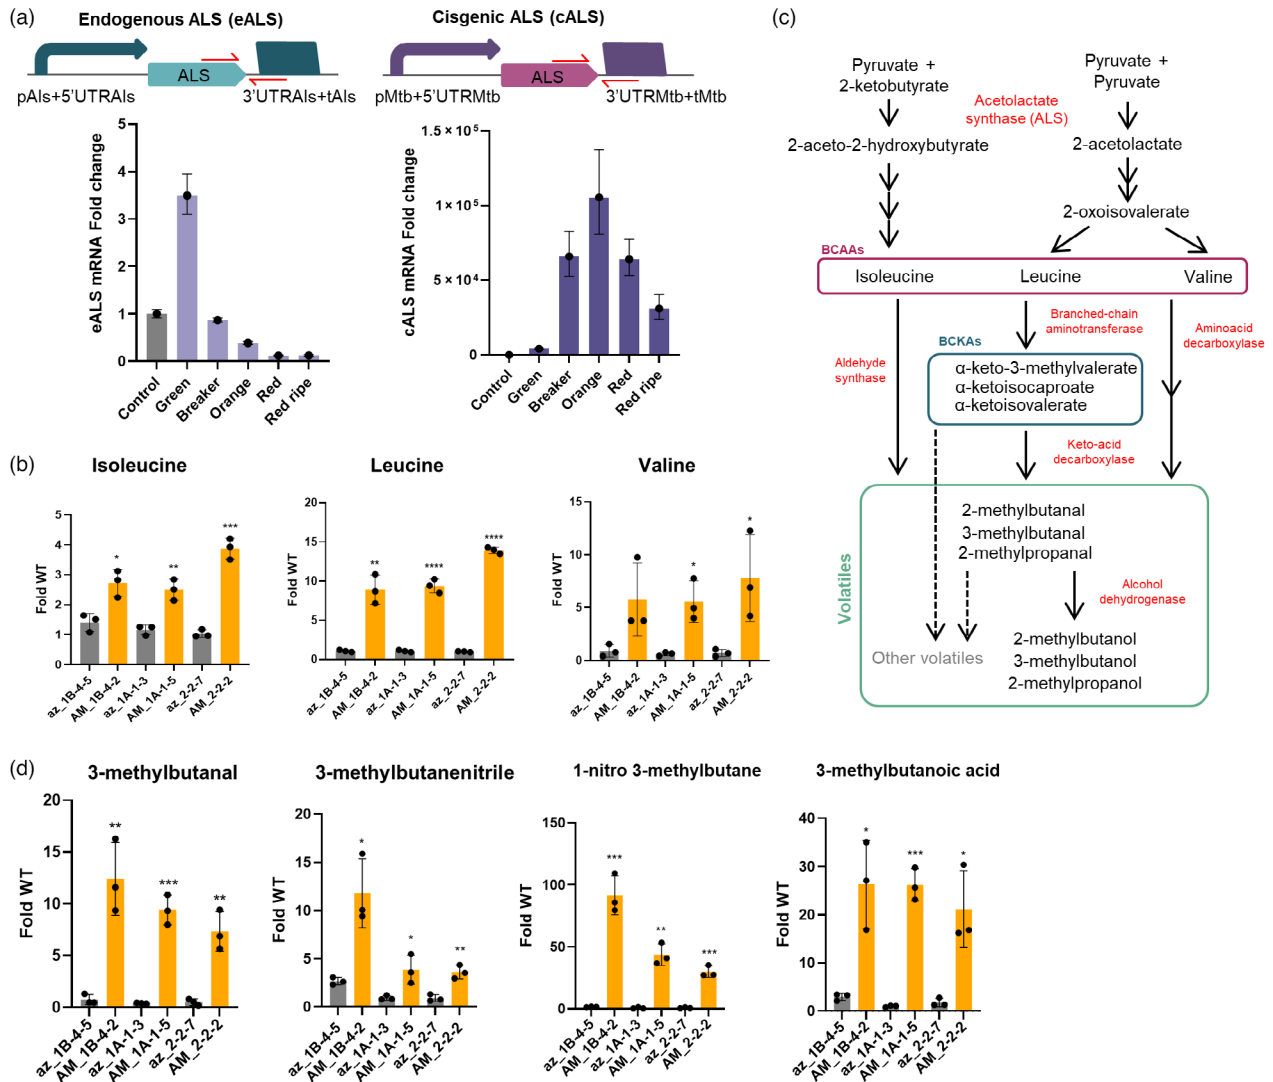 (a)
Endogenous ALS (eALS)
Cisgenic ALS (cALS)
ALS
ALS
pAls+5'UTRAls
3'UTRAls+tAls
pMtb+5'UTRMtb
3'UTRMtb+tMtb
eALS mRNA Fold change
5
4
3
2
1
0
Control
Green
Breaker
Orange
Red
Red ripe
cALS mRNA Fold change
1.5×10⁵
1×10⁵
5×10⁴
0
Control
Green
Breaker
Orange
Red
Red ripe
(b)
Isoleucine
Fold WT
5
4
3
2
1
0
*
**
***
az_1B-4-5
AM_1B-4-2
az_1A-1-3
AM_1A-1-5
az_2-2-7
AM_2-2-2
Leucine
Fold WT
20
15
10
5
0
**
****
****
az_1B-4-5
AM_1B-4-2
az_1A-1-3
AM_1A-1-5
az_2-2-7
AM_2-2-2
Valine
Fold WT
15
10
5
0
*
*
az_1B-4-5
AM_1B-4-2
az_1A-1-3
AM_1A-1-5
az_2-2-7
AM_2-2-2
(c)
Pyruvate +
2-ketobutyrate
Pyruvate +
Pyruvate
Acetolactate
synthase (ALS)
2-aceto-2-hydroxybutyrate
2-acetolactate
2-oxoisovalerate
BCAAs
Isoleucine
Leucine
Valine
Branched-chain
aminotransferase
Aminoacid
decarboxylase
Aldehyde
synthase
BCKAs
α-keto-3-methylvalerate
α-ketoisocaproate
α-ketoisovalerate
Keto-acid
decarboxylase
Volatiles
2-methylbutanal
3-methylbutanal
2-methylpropanal
Alcohol
dehydrogenase
Other volatiles
2-methylbutanol
3-methylbutanol
2-methylpropanol
(d)
3-methylbutanal
Fold WT
20
15
10
5
0
**
***
**
az_1B-4-5
AM_1B-4-2
az_1A-1-3
AM_1A-1-5
az_2-2-7
AM_2-2-2
3-methylbutanenitrile
Fold WT
20
15
10
5
0
*
*
**
az_1B-4-5
AM_1B-4-2
az_1A-1-3
AM_1A-1-5
az_2-2-7
AM_2-2-2
1-nitro 3-methylbutane
Fold WT
150
100
50
0
***
**
***
az_1B-4-5
AM_1B-4-2
az_1A-1-3
AM_1A-1-5
az_2-2-7
AM_2-2-2
3-methylbutanoic acid
Fold WT
40
30
20
10
0
*
***
*
az_1B-4-5
AM_1B-4-2
az_1A-1-3
AM_1A-1-5
az_2-2-7
AM_2-2-2